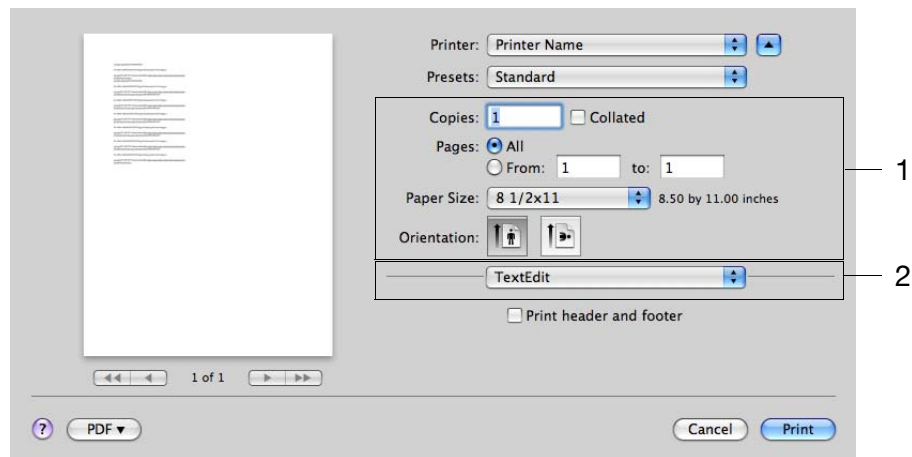 Printer: Printer Name
Presets: Standard
Copies: 1 Collated
Pages: All
From: 1 to: 1
Paper Size: 8 1/2x11 8.50 by 11.00 inches
Orientation:
1
TextEdit
2
Print header and footer
1 of 1
? PDF▼ Cancel Print